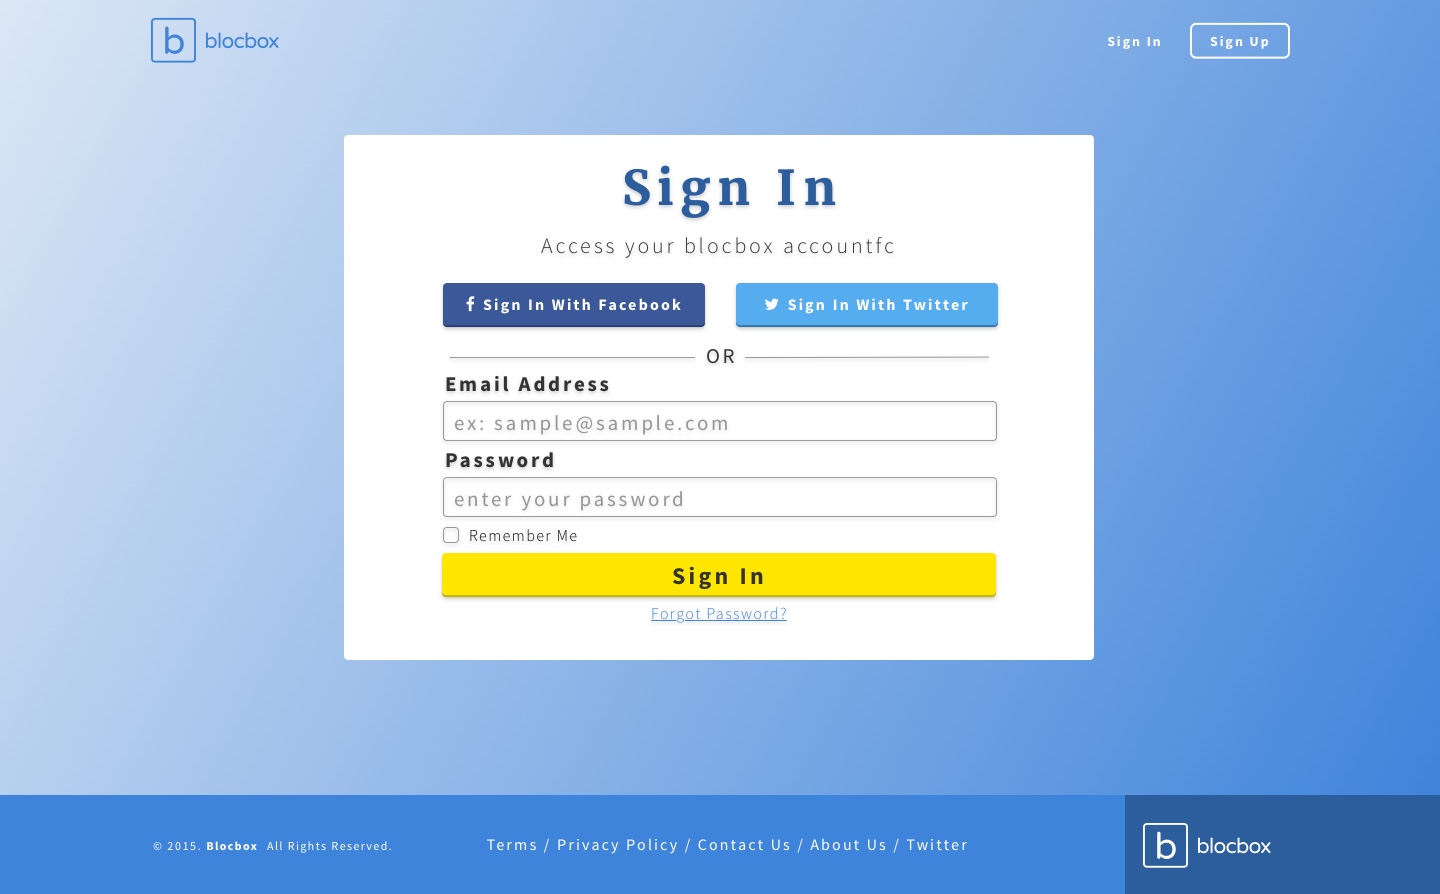 b blocbox
Sign In
Sign Up
Sign In
Access your blocbox accountfc
f Sign In With Facebook
Sign In With Twitter
OR
Email Address
ex: sample@sample.com
Password
enter your password
Remember Me
Sign In
Forgot Password?
© 2015. Blocbox All Rights Reserved.
Terms / Privacy Policy / Contact Us / About Us / Twitter
b blocbox